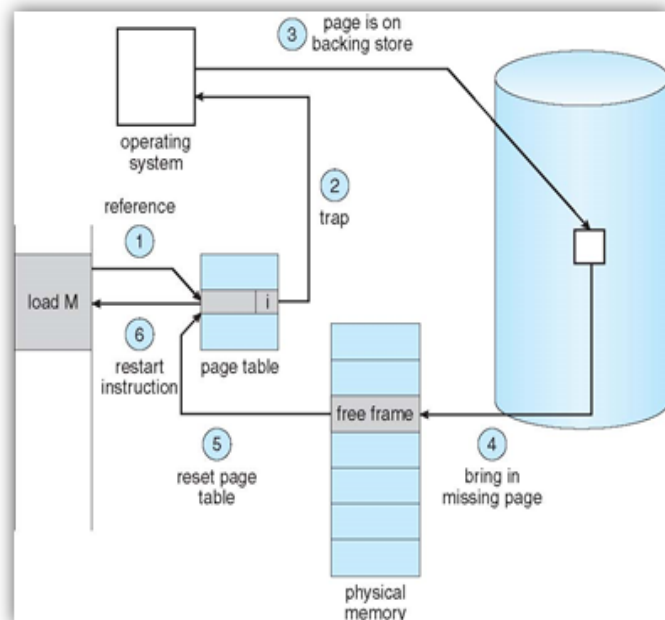 3
page is on
backing store
operating
system
2
trap
reference
1
load M
i
6
restart
instruction
page table
free frame
5
reset page
table
4
bring in
missing page
physical
memory